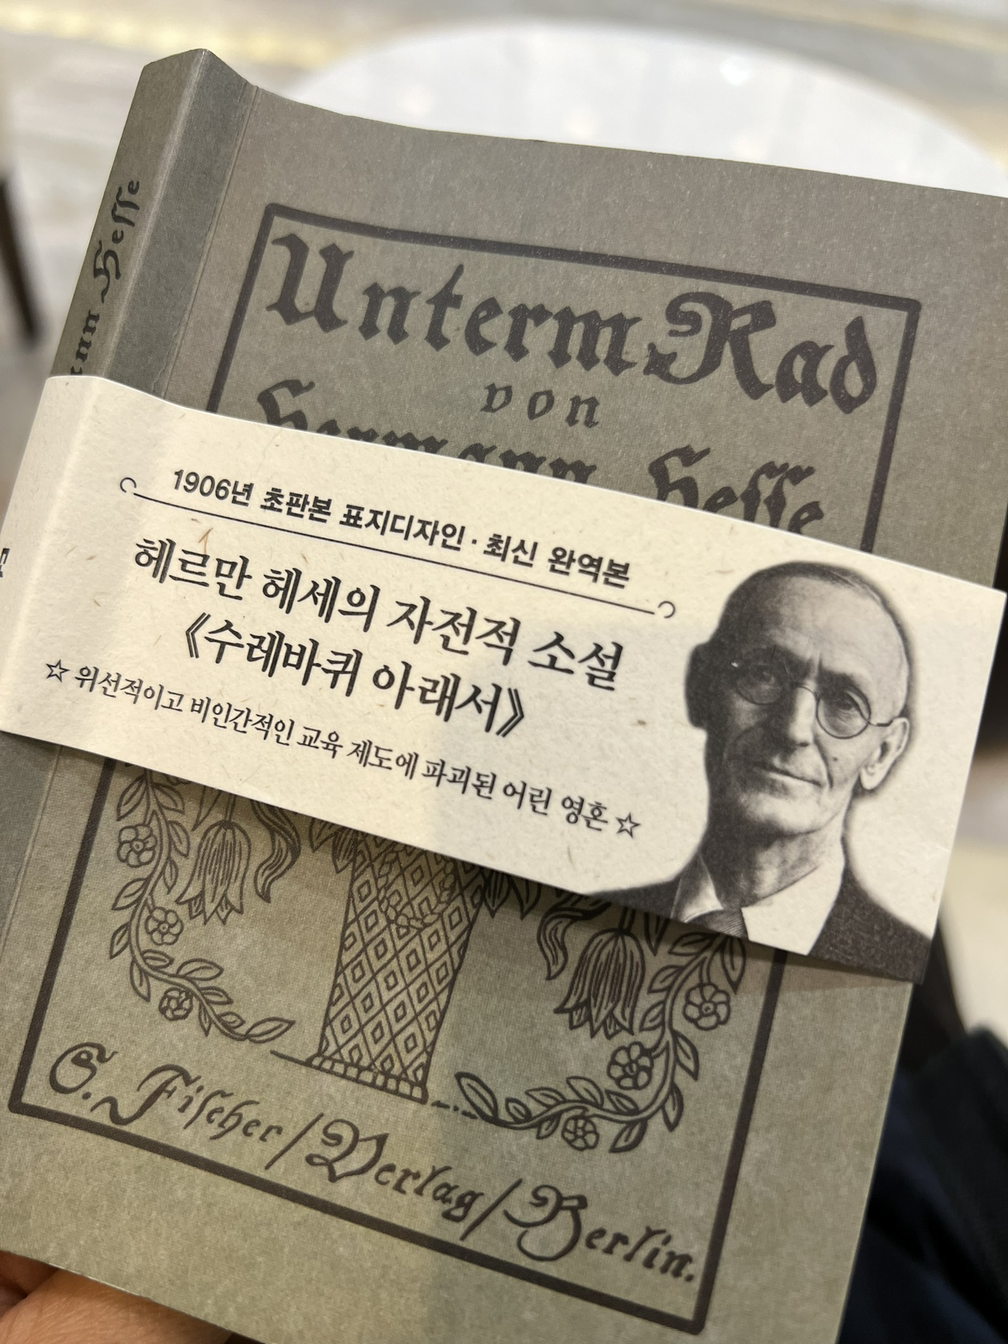 Unterm Rad
von
Hermann Hesse
1906년 초판본 표지디자인 · 최신 완역본
헤르만 헤세의 자전적 소설
《수레바퀴 아래서》
☆ 위선적이고 비인간적인 교육 제도에 파괴된 어린 영혼 ☆
S. Fischer / Verlag / Berlin.
Hesse